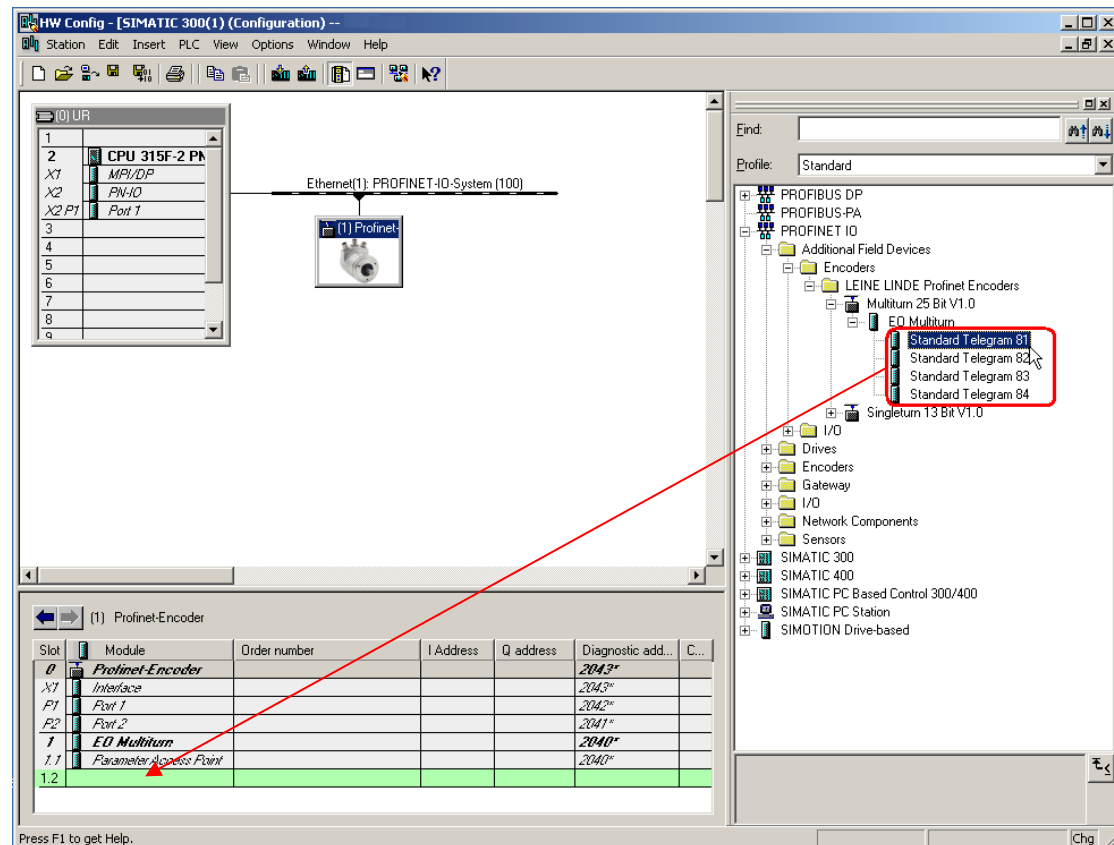 HW Config - [SIMATIC 300(1) (Configuration) --
Station Edit Insert PLC View Options Window Help
(0) UR
1
2 CPU 315F-2 PN
X1 MPI/DP
X2 PN-IO
X2 P1 Port 1
3
4
5
6
7
8
9
Ethernet(1): PROFINET-IO-System (100)
(1) Profinet-
Find:
Profile: Standard
PROFIBUS DP
PROFIBUS-PA
PROFINET IO
Additional Field Devices
Encoders
LEINE LINDE Profinet Encoders
Multiturn 25 Bit V1.0
EO Multiturn
Standard Telegram 81
Standard Telegram 82
Standard Telegram 83
Standard Telegram 84
Singleturn 13 Bit V1.0
I/O
Drives
Encoders
Gateway
I/O
Network Components
Sensors
SIMATIC 300
SIMATIC 400
SIMATIC PC Based Control 300/400
SIMATIC PC Station
SIMOTION Drive-based
(1) Profinet-Encoder
Slot Module Order number I Address Q address Diagnostic add... C...
0 Profinet-Encoder 2043*
X1 Interface 2043*
P1 Port 1 2042*
P2 Port 2 2041*
1 EO Multiturn 2040*
1.1 Parameter Access Point 2040*
1.2
Press F1 to get Help.
Chg